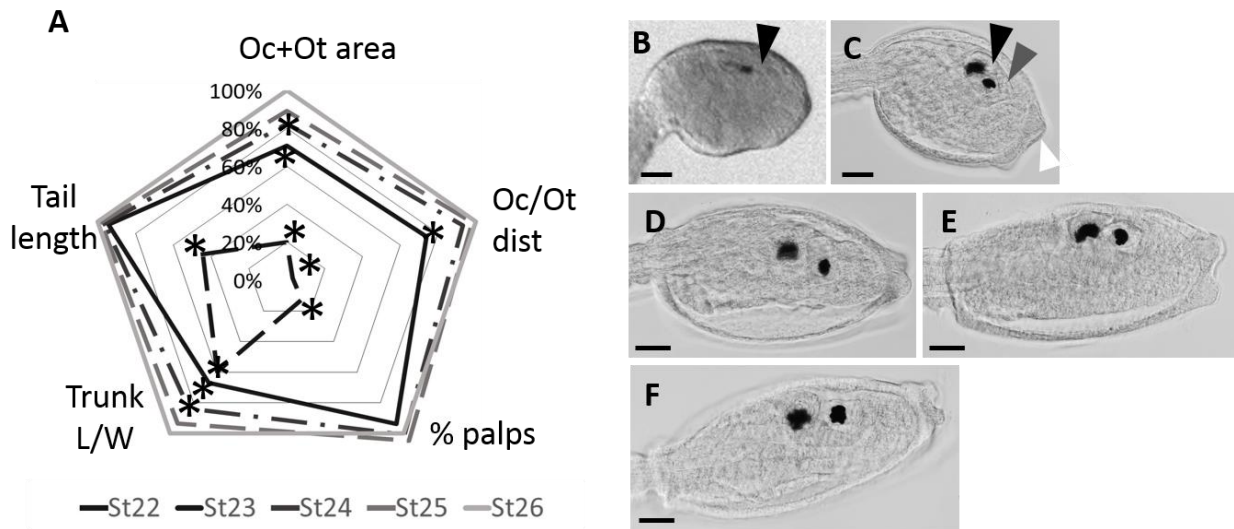 A
Oc+Ot area
100%
80%
60%
40%
20%
0%
Tail
length
Oc/Ot
dist
Trunk
L/W
% palps
* * * * * * * * * * *
St22 St23 St24 St25 St26
B
C
D
E
F